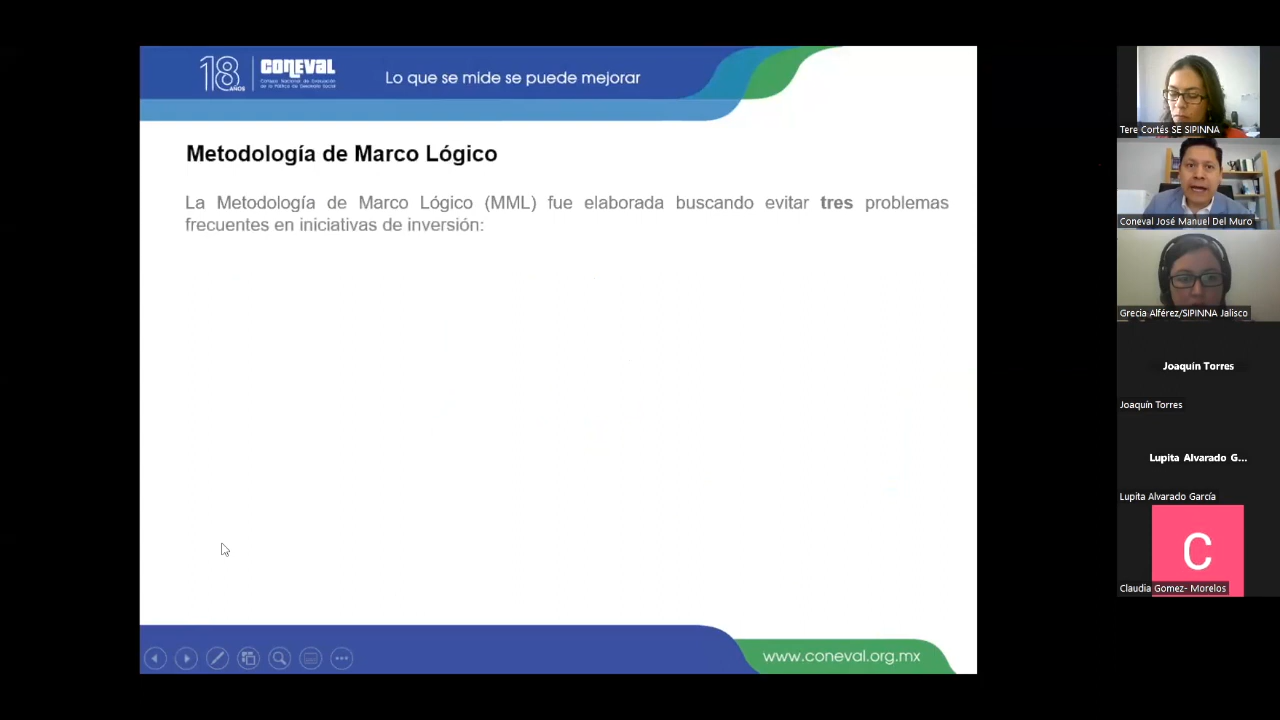 18 AÑOS
CONEVAL
Consejo Nacional de Evaluación
de la Política de Desarrollo Social
Lo que se mide se puede mejorar
Metodología de Marco Lógico
La Metodología de Marco Lógico (MML) fue elaborada buscando evitar tres problemas
frecuentes en iniciativas de inversión:
www.coneval.org.mx
Tere Cortés SE SIPINNA
Coneval José Manuel Del Muro
Grecia Alférez/SIPINNA Jalisco
Joaquín Torres
Joaquín Torres
Lupita Alvarado G...
Lupita Alvarado García
C
Claudia Gomez- Morelos